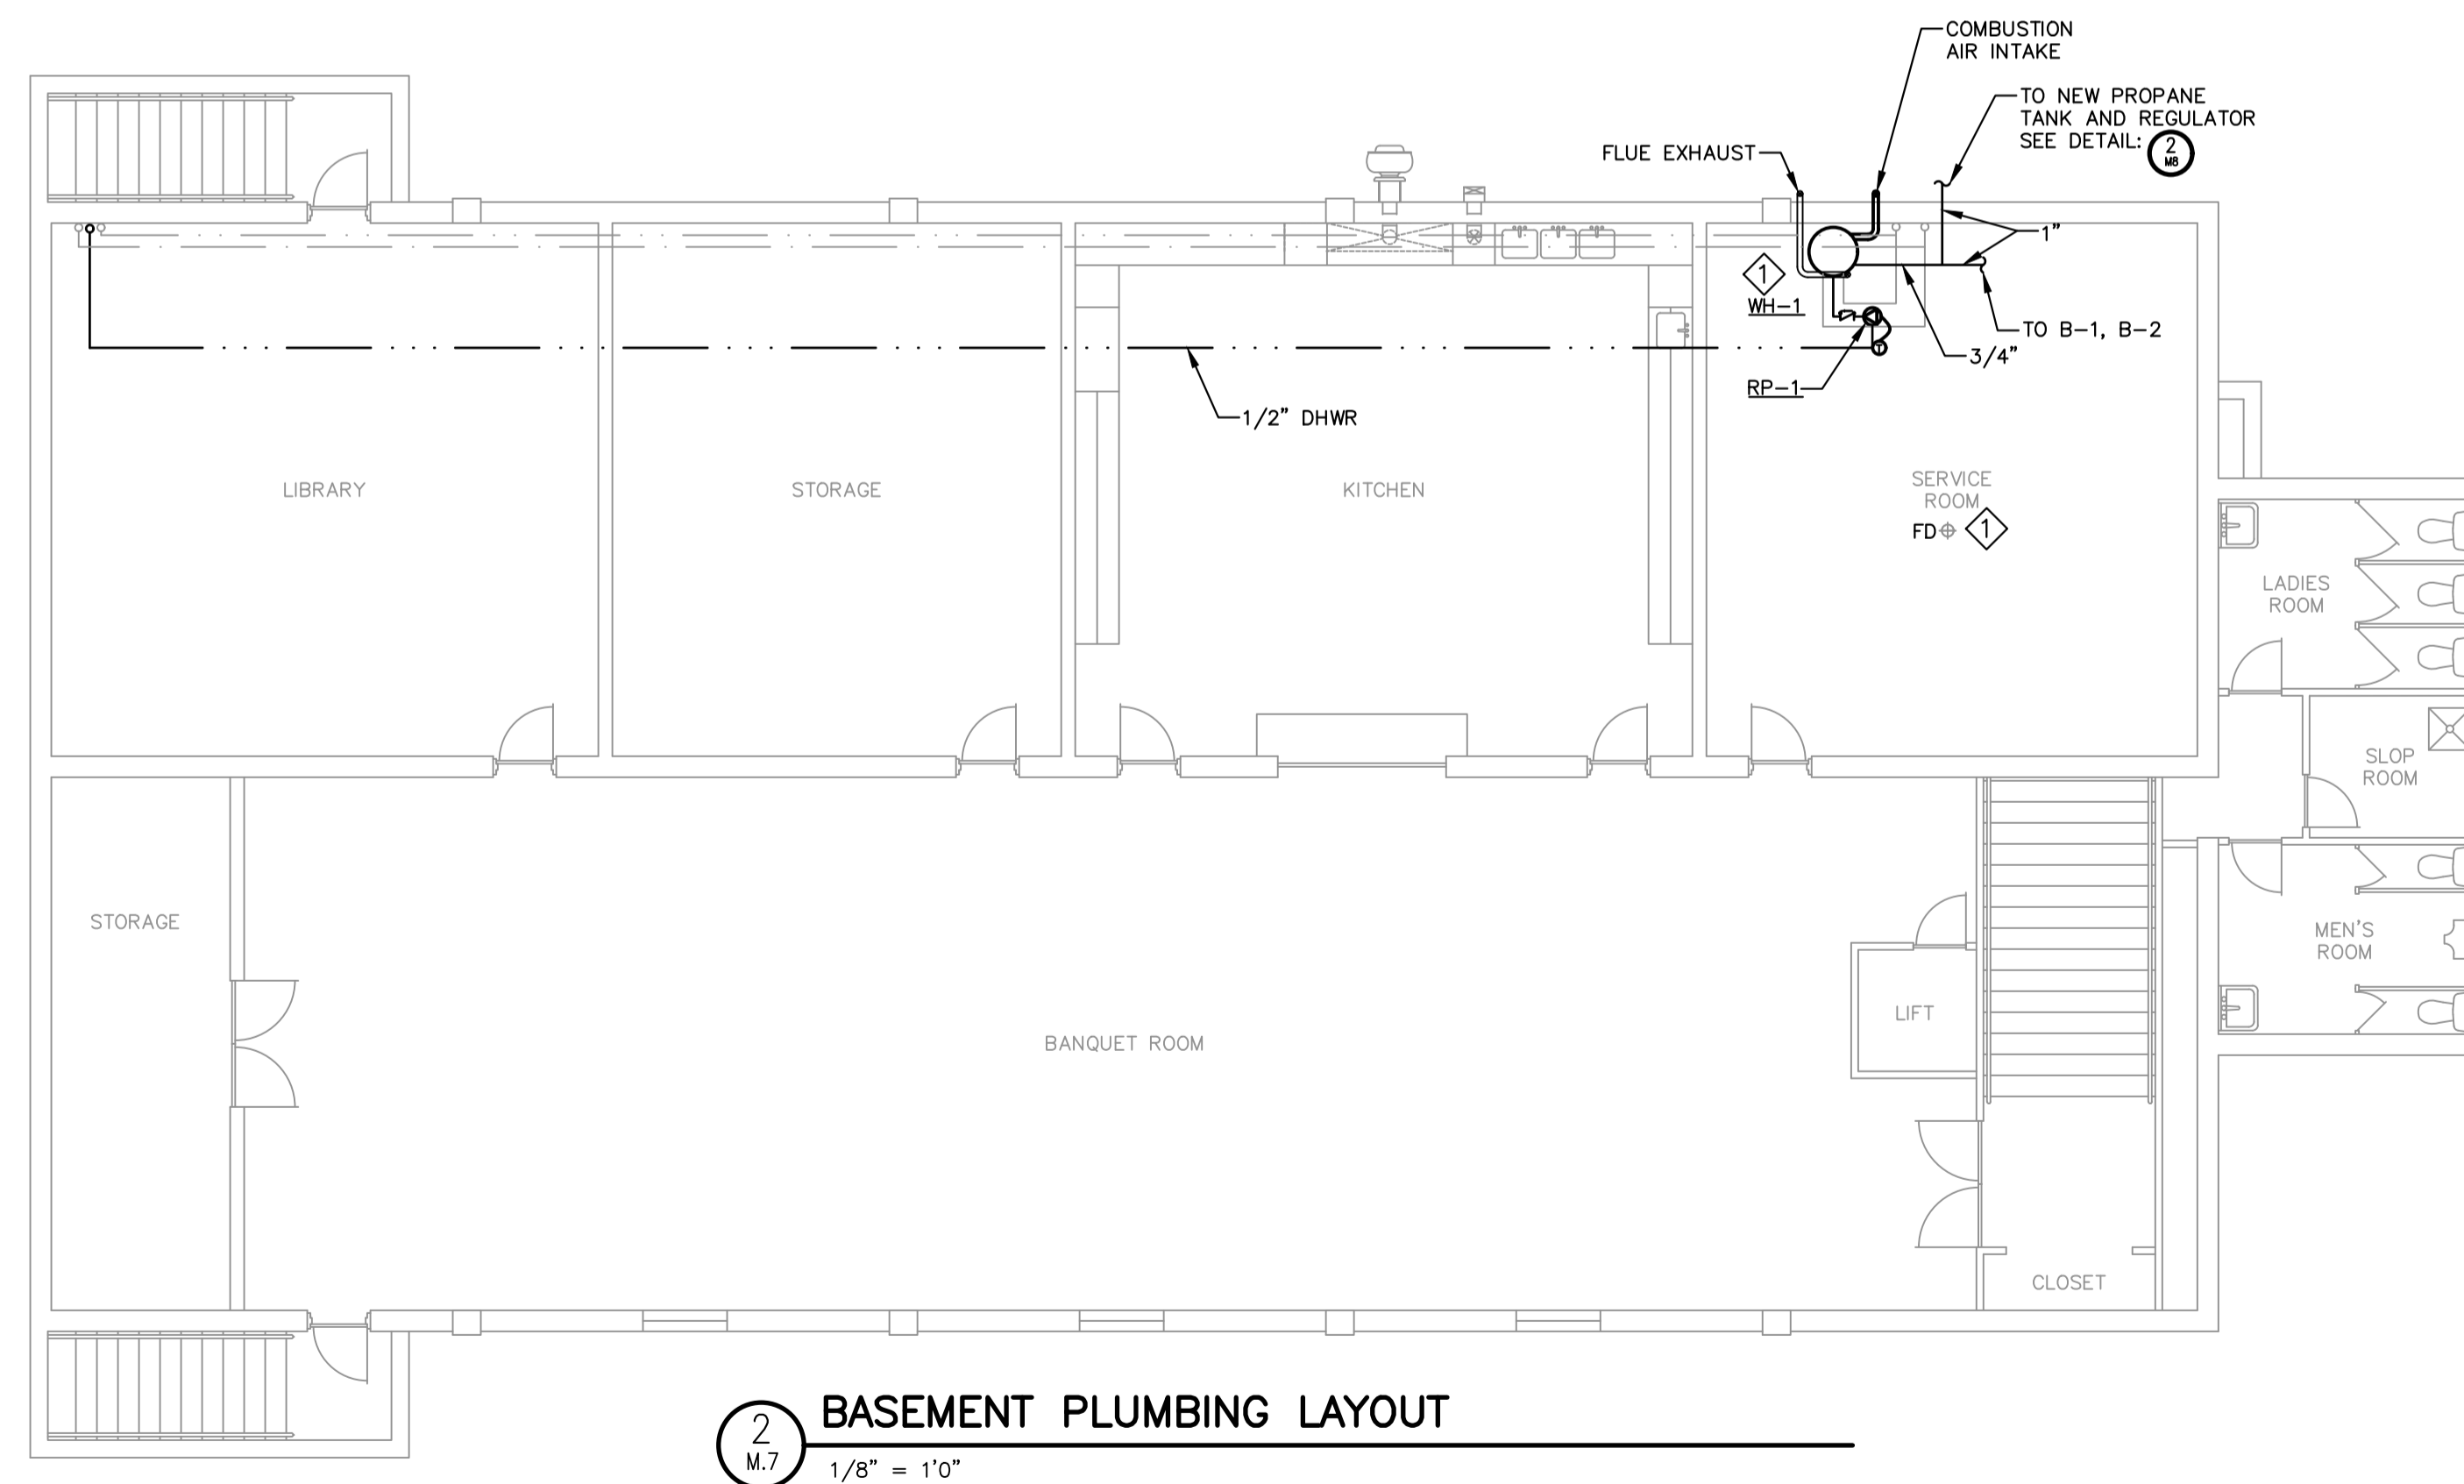 COMBUSTION
AIR INTAKE
TO NEW PROPANE
TANK AND REGULATOR
SEE DETAIL:
2
M8
FLUE EXHAUST
1"
1
WH-1
TO B-1, B-2
3/4"
T
RP-1
1/2" DHWR
LIBRARY
STORAGE
KITCHEN
SERVICE
ROOM
FD
1
LADIES
ROOM
SLOP
ROOM
STORAGE
MEN'S
ROOM
LIFT
BANQUET ROOM
CLOSET
2
M.7
BASEMENT PLUMBING LAYOUT
1/8" = 1'0"